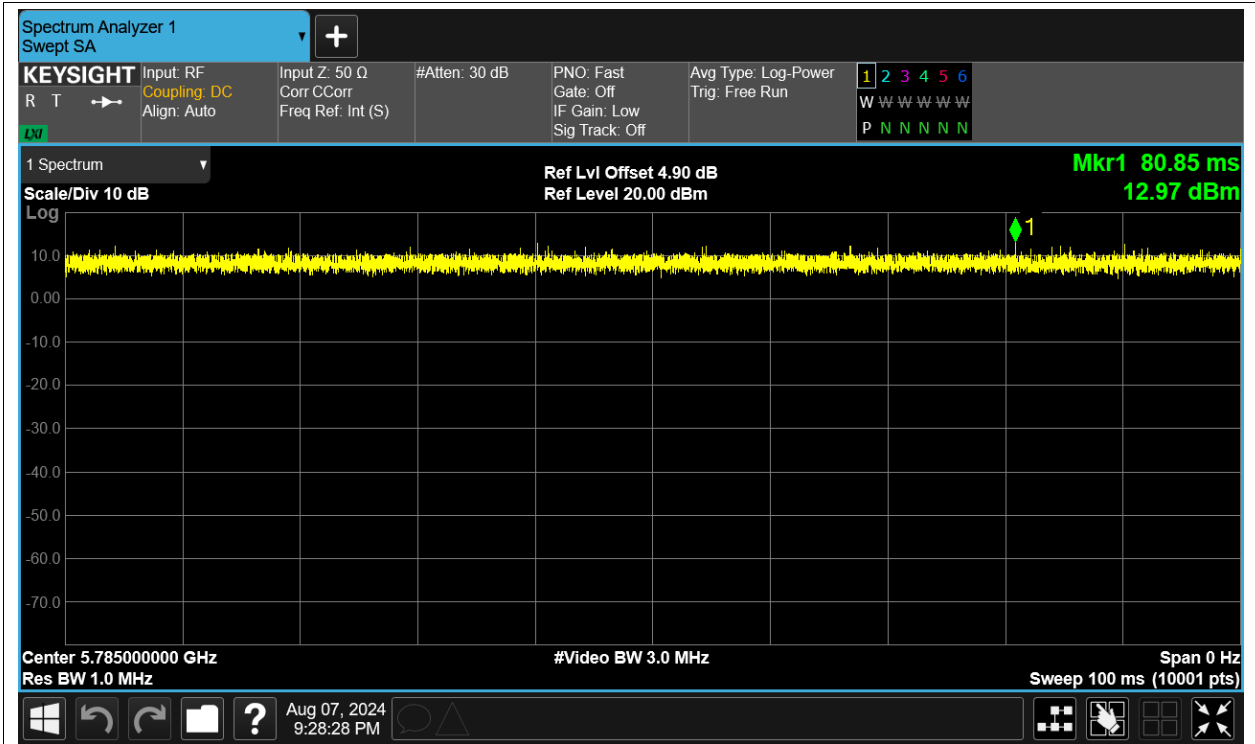 Spectrum Analyzer 1
Swept SA
KEYSIGHT
R T
LXI
Input: RF
Coupling: DC
Align: Auto
Input Z: 50 Ω
Corr CCorr
Freq Ref: Int (S)
#Atten: 30 dB
PNO: Fast
Gate: Off
IF Gain: Low
Sig Track: Off
Avg Type: Log-Power
Trig: Free Run
1 2 3 4 5 6
W W W W W W
P N N N N N
1 Spectrum
Scale/Div 10 dB
Ref Lvl Offset 4.90 dB
Ref Level 20.00 dBm
Mkr1 80.85 ms
12.97 dBm
Log
1
10.0
0.00
-10.0
-20.0
-30.0
-40.0
-50.0
-60.0
-70.0
Center 5.785000000 GHz
#Video BW 3.0 MHz
Span 0 Hz
Res BW 1.0 MHz
Sweep 100 ms (10001 pts)
?
Aug 07, 2024
9:28:28 PM